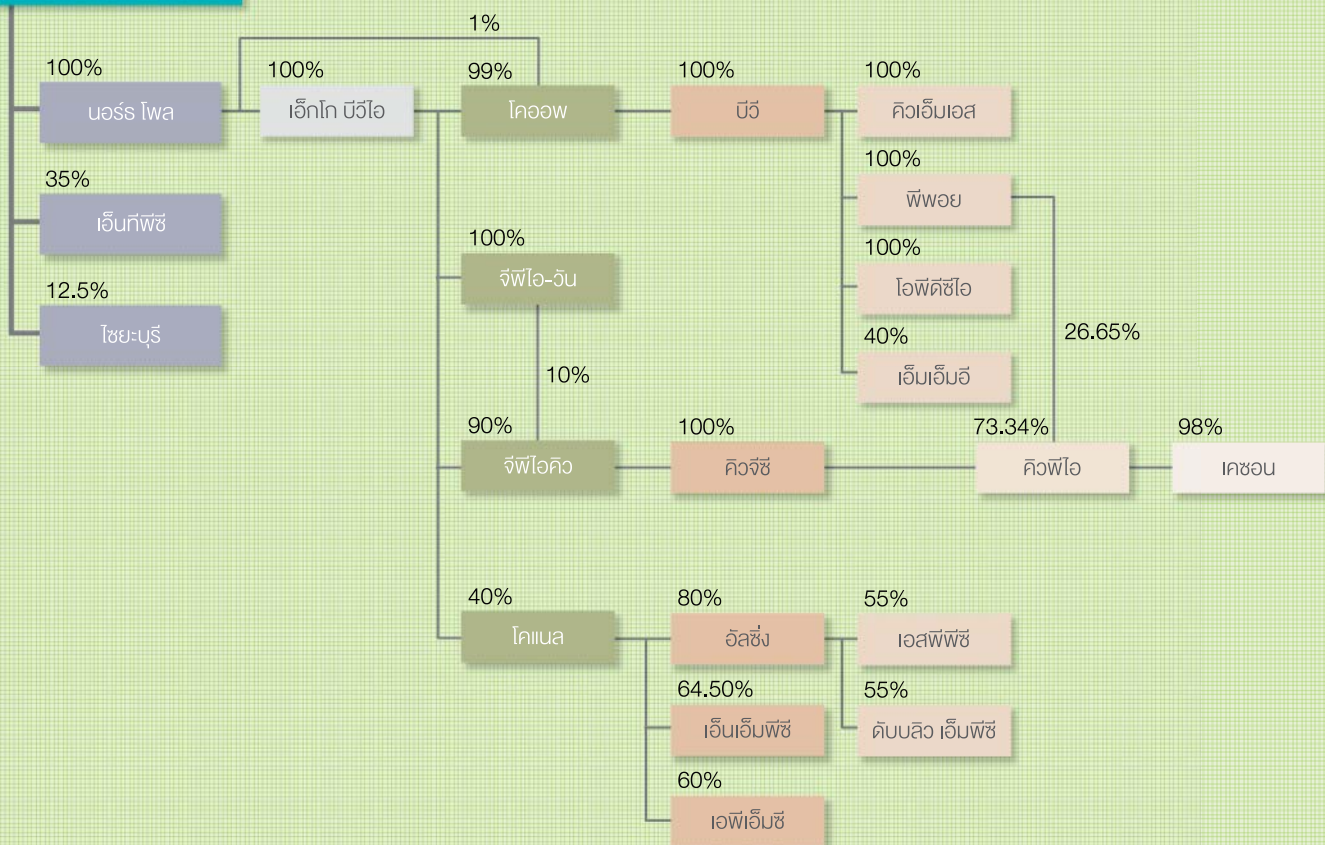 1%
100%
100%
99%
100%
100%
นอร์ธ โพล
เอ็กโก บีวีไอ
โคออพ
บีวี
คิวเอ็มเอส
100%
พีพอย
35%
เอ็นทีพีซี
100%
จีพีไอ-วัน
100%
โอพีดีซีไอ
12.5%
ไซยะบุรี
26.65%
40%
เอ็มเอ็มอี
10%
90%
100%
73.34%
98%
จีพีไอคิว
คิวจีซี
คิวพีไอ
เคซอน
40%
80%
55%
โคแนล
อัลซิ่ง
เอสพีพีซี
64.50%
55%
เอ็นเอ็มพีซี
ดับบลิว เอ็มพีซี
60%
เอพีเอ็มซี